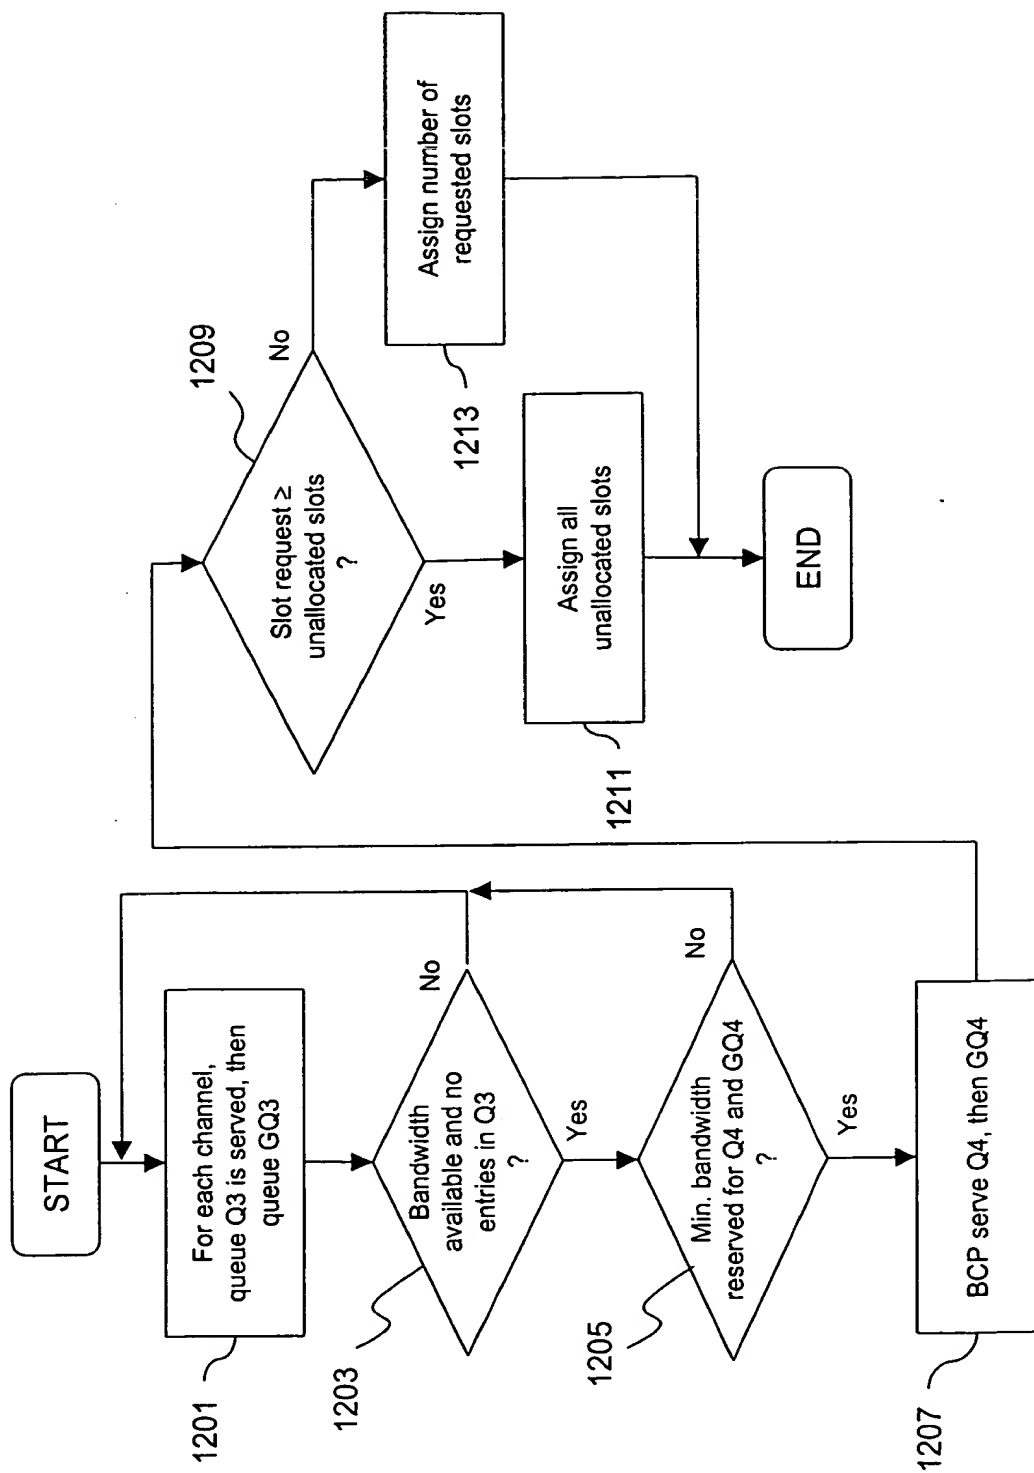 START
For each channel,
queue Q3 is served, then
queue GQ3
1201
Bandwidth
available and no
entries in Q3
?
1203
No
Yes
Min. bandwidth
reserved for Q4 and GQ4
?
1205
No
Yes
BCP serve Q4, then GQ4
1207
Slot request ≥
unallocated slots
?
1209
No
Yes
Assign number of
requested slots
1213
Assign all
unallocated slots
1211
END